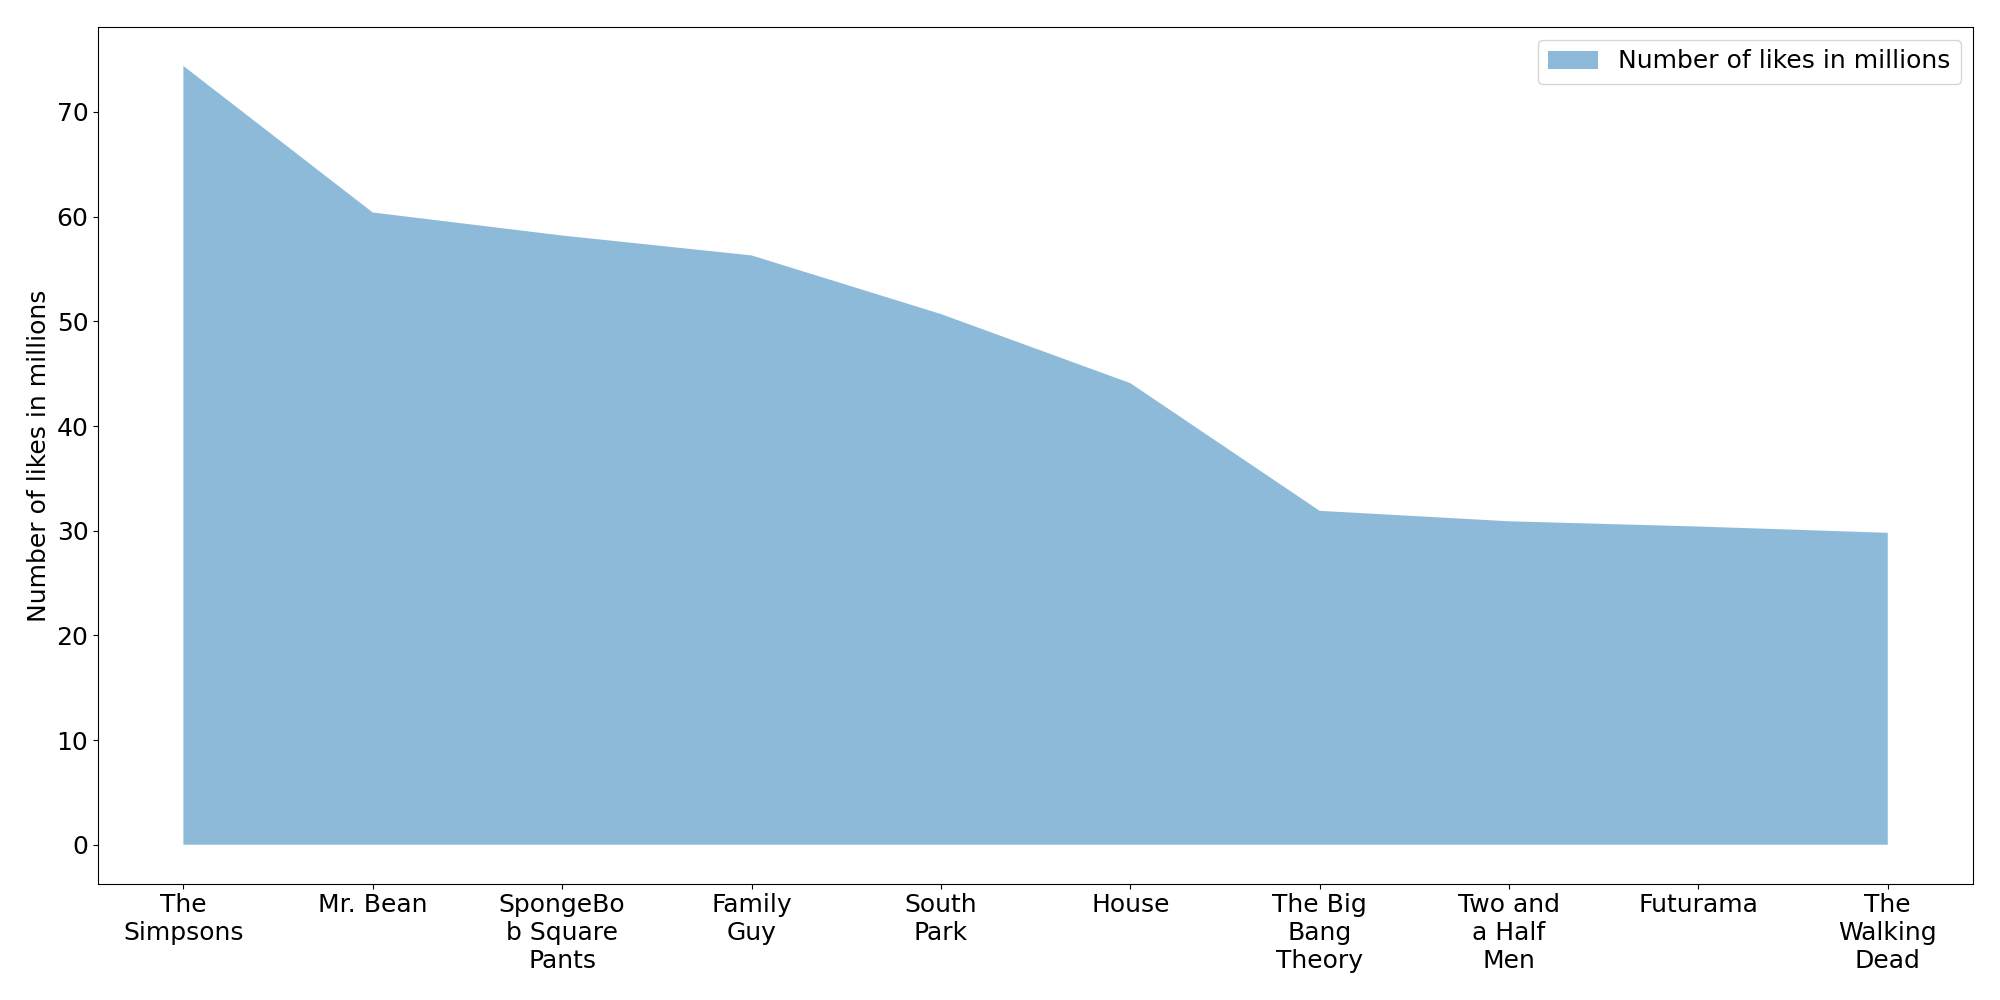 Number of likes in millions
Number of likes in millions
70
60
50
40
30
20
10
0
The
Simpsons
Mr. Bean
SpongeBo
b Square
Pants
Family
Guy
South
Park
House
The Big
Bang
Theory
Two and
a Half
Men
Futurama
The
Walking
Dead